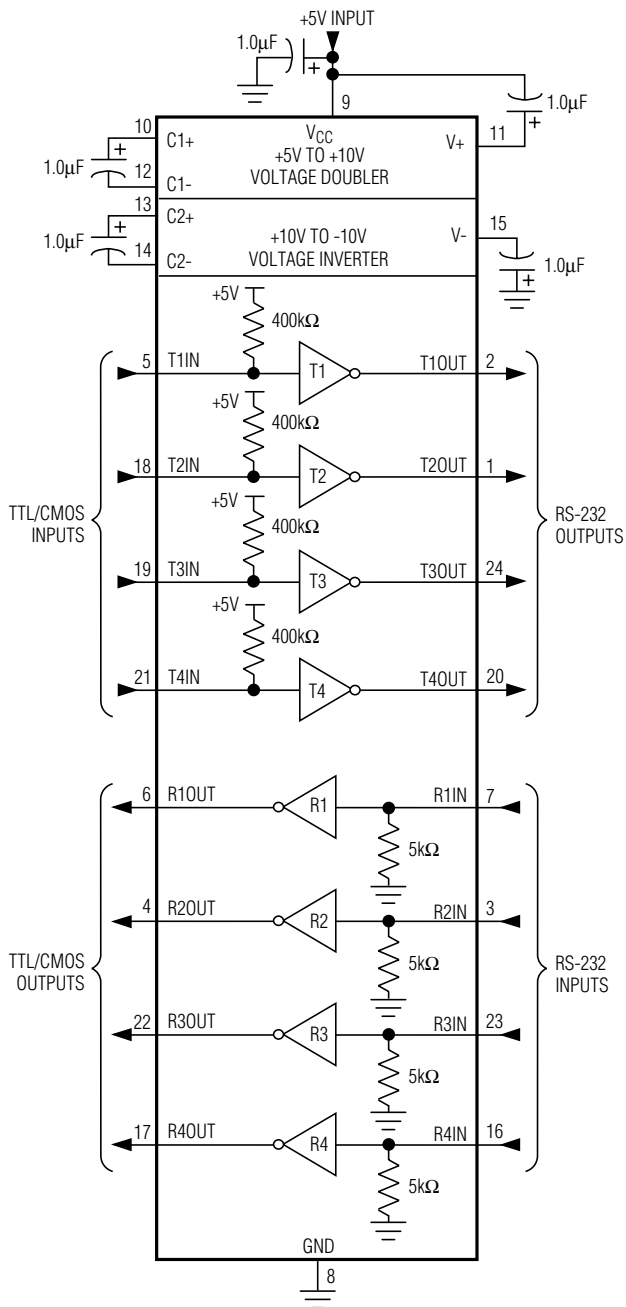 +5V INPUT
1.0µF
9
1.0µF
10
C1+
VCC
+5V TO +10V
VOLTAGE DOUBLER
V+
11
1.0µF
12
C1-
13
C2+
+10V TO -10V
VOLTAGE INVERTER
V-
15
1.0µF
14
C2-
1.0µF
+5V
400kΩ
5
T1IN
T1
T1OUT
2
+5V
400kΩ
18
T2IN
T2
T2OUT
1
TTL/CMOS
INPUTS
RS-232
OUTPUTS
+5V
400kΩ
19
T3IN
T3
T3OUT
24
+5V
400kΩ
21
T4IN
T4
T4OUT
20
6
R1OUT
R1
R1IN
7
5kΩ
4
R2OUT
R2
R2IN
3
5kΩ
TTL/CMOS
OUTPUTS
RS-232
INPUTS
22
R3OUT
R3
R3IN
23
5kΩ
17
R4OUT
R4
R4IN
16
5kΩ
GND
8